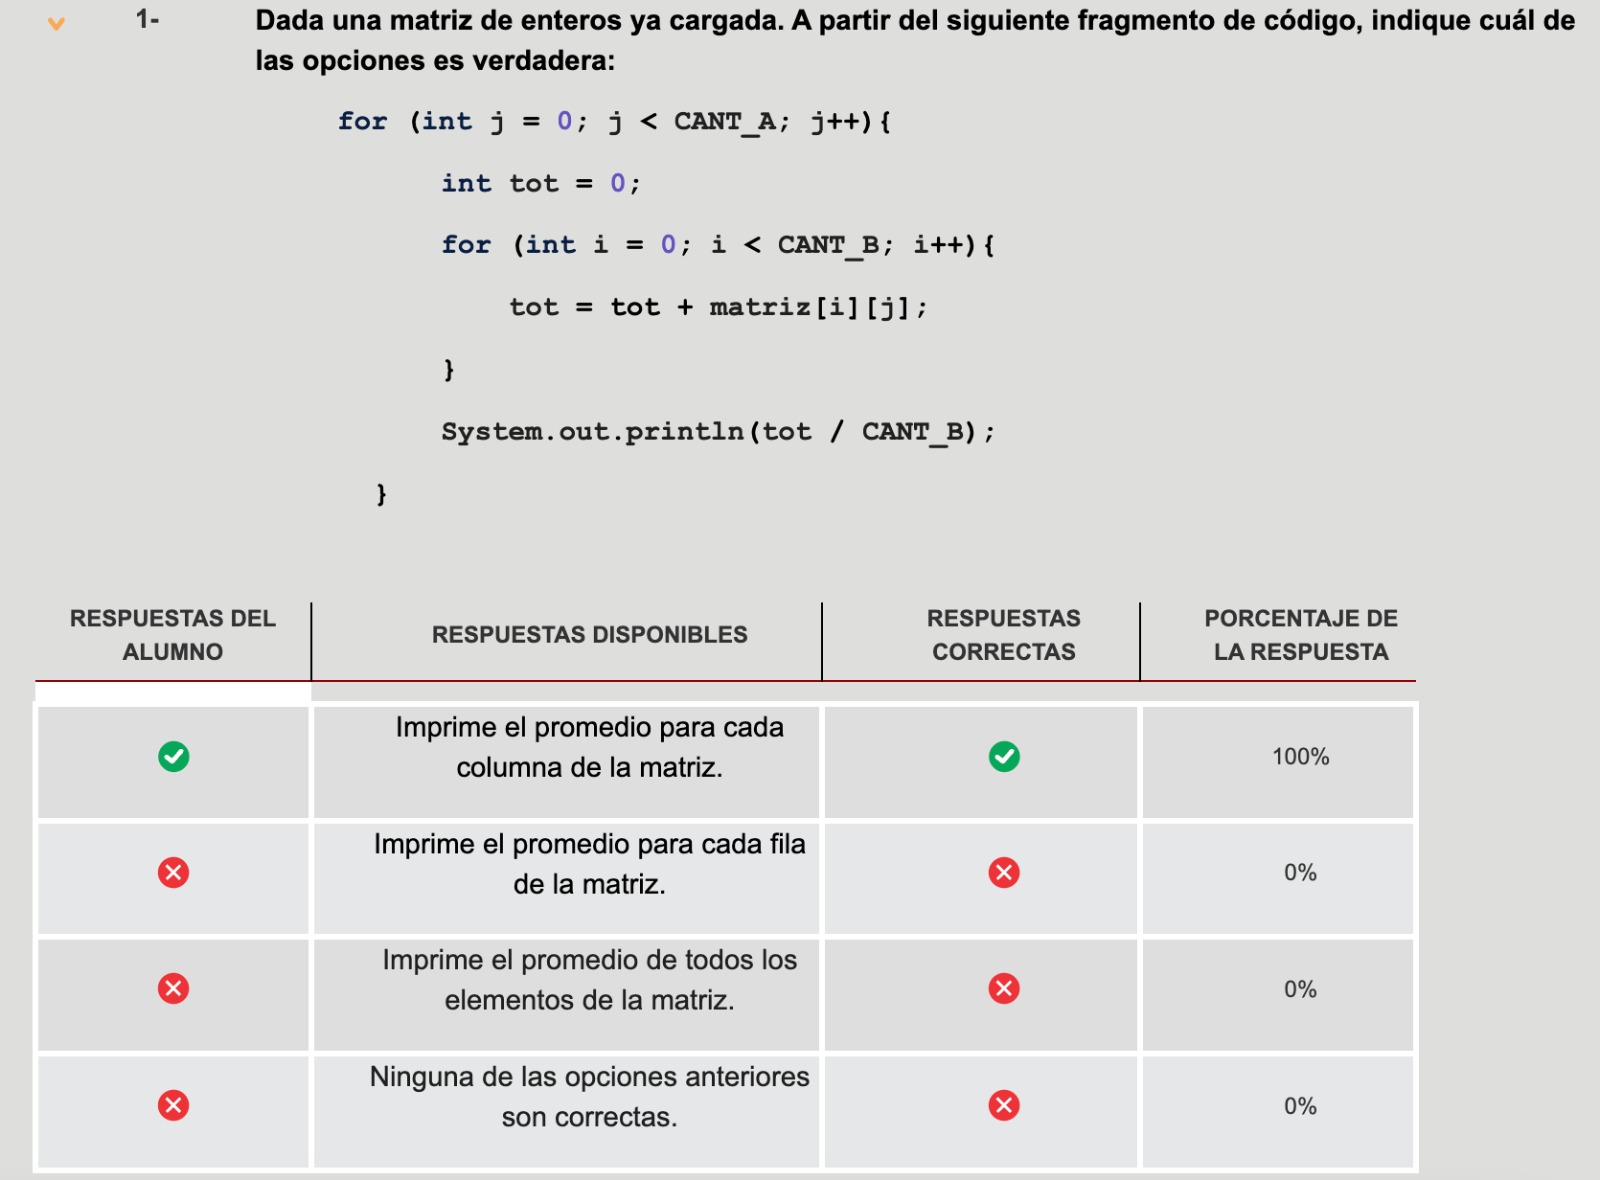 1-
Dada una matriz de enteros ya cargada. A partir del siguiente fragmento de código, indique cuál de
las opciones es verdadera:
for (int j = 0; j < CANT_A; j++){
int tot = 0;
for (int i = 0; i < CANT_B; i++){
tot = tot + matriz[i][j];
}
System.out.println(tot / CANT_B);
}
RESPUESTAS DEL
ALUMNO
RESPUESTAS DISPONIBLES
RESPUESTAS
CORRECTAS
PORCENTAJE DE
LA RESPUESTA
Imprime el promedio para cada
columna de la matriz.
100%
Imprime el promedio para cada fila
de la matriz.
0%
Imprime el promedio de todos los
elementos de la matriz.
0%
Ninguna de las opciones anteriores
son correctas.
0%